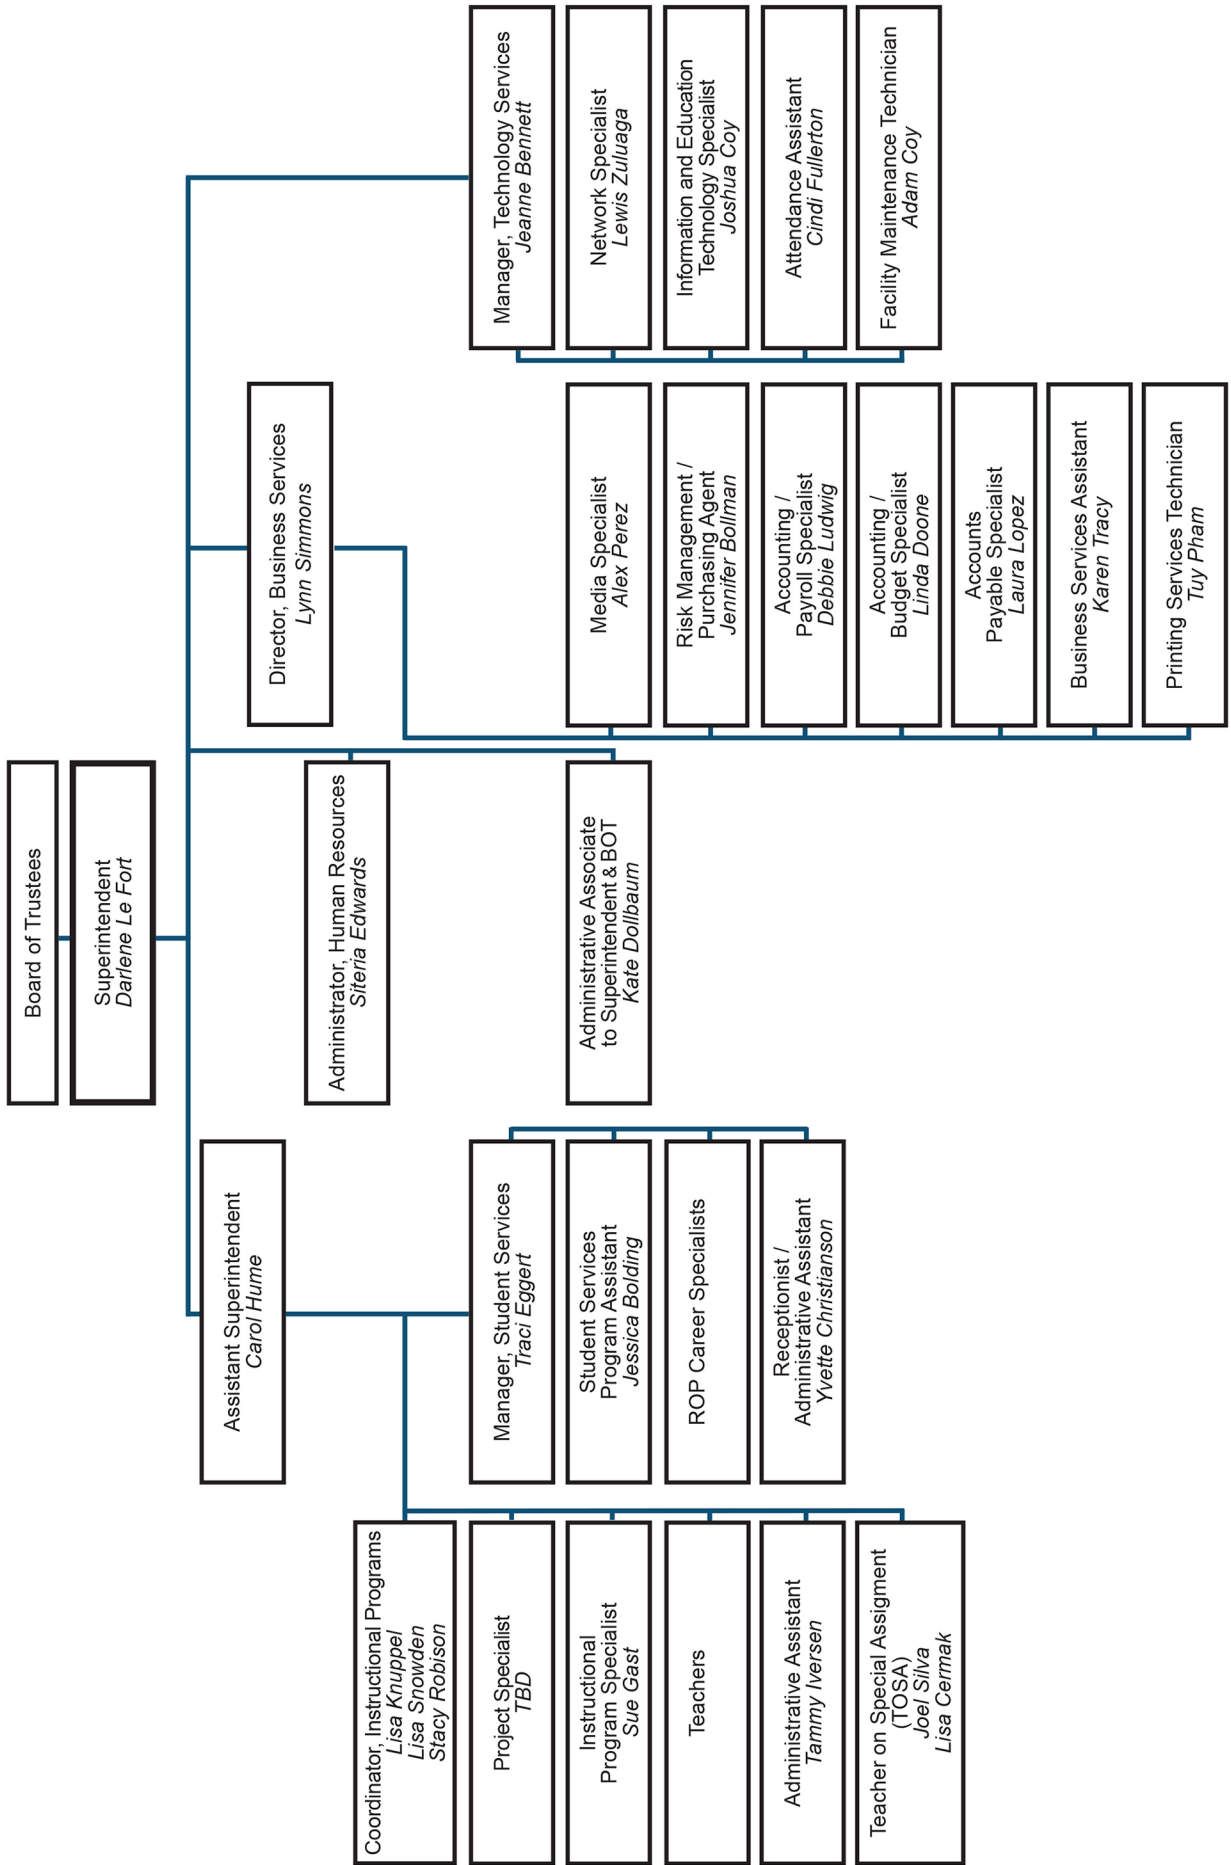 Board of Trustees
Superintendent
Darlene Le Fort
Assistant Superintendent
Carol Hume
Coordinator, Instructional Programs
Lisa Knuppel
Lisa Snowden
Stacy Robison
Project Specialist
TBD
Instructional
Program Specialist
Sue Gast
Teachers
Administrative Assistant
Tammy Iversen
Teacher on Special Assigment
(TOSA)
Joel Silva
Lisa Cermak
Manager, Student Services
Traci Eggert
Student Services
Program Assistant
Jessica Bolding
ROP Career Specialists
Receptionist /
Administrative Assistant
Yvette Christianson
Administrator, Human Resources
Siteria Edwards
Administrative Associate
to Superintendent & BOT
Kate Dollbaum
Director, Business Services
Lynn Simmons
Media Specialist
Alex Perez
Risk Management /
Purchasing Agent
Jennifer Bollman
Accounting /
Payroll Specialist
Debbie Ludwig
Accounting /
Budget Specialist
Linda Doone
Accounts
Payable Specialist
Laura Lopez
Business Services Assistant
Karen Tracy
Printing Services Technician
Tuy Pham
Manager, Technology Services
Jeanne Bennett
Network Specialist
Lewis Zuluaga
Information and Education
Technology Specialist
Joshua Coy
Attendance Assistant
Cindi Fullerton
Facility Maintenance Technician
Adam Coy